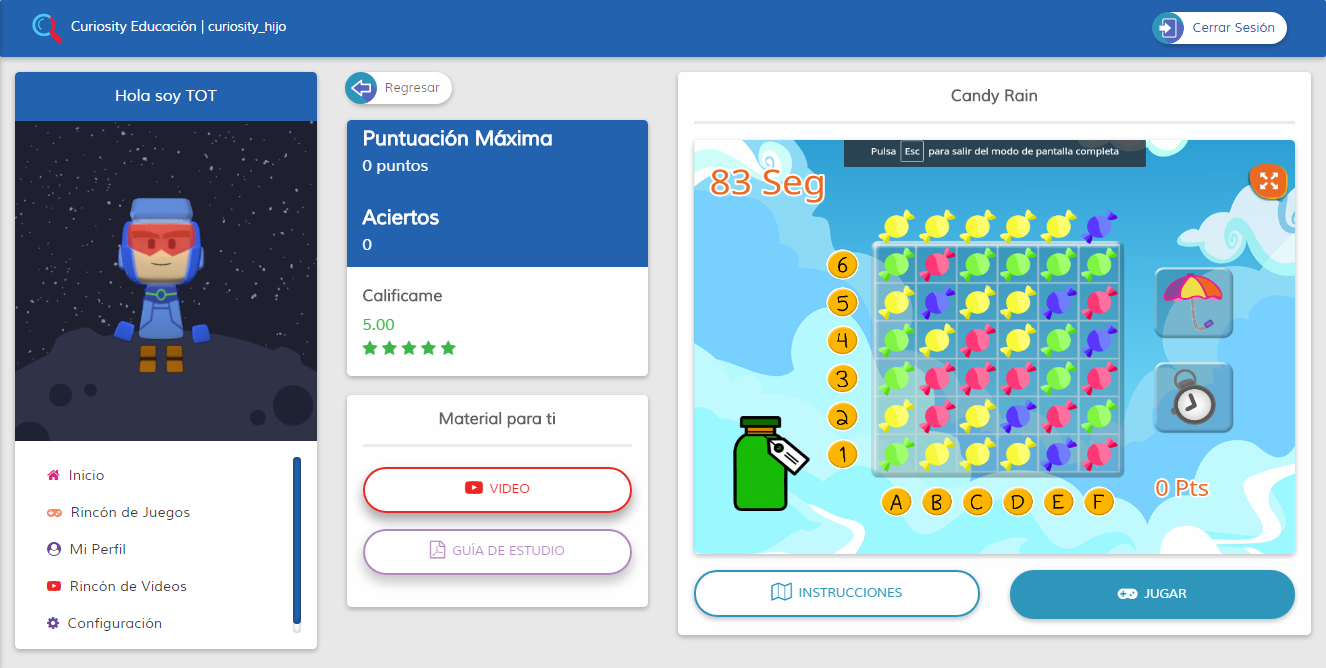 Curiosity Educación | curiosity_hijo
Cerrar Sesión
Hola soy TOT
Inicio
Rincón de Juegos
Mi Perfil
Rincón de Videos
Configuración
Regresar
Puntuación Máxima
0 puntos
Aciertos
0
Calificame
5.00
Material para ti
VIDEO
GUÍA DE ESTUDIO
Candy Rain
Pulsa Esc para salir del modo de pantalla completa
83 Seg
6
5
4
3
2
1
A B C D E F
0 Pts
INSTRUCCIONES
JUGAR